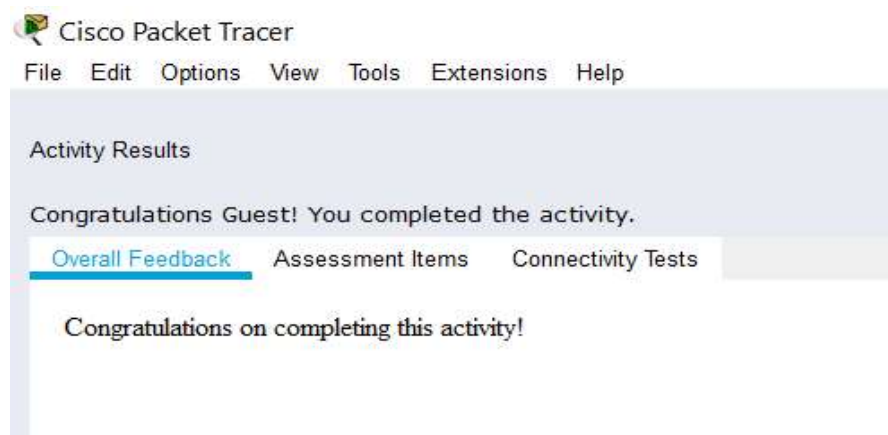 Cisco Packet Tracer
File Edit Options View Tools Extensions Help
Activity Results
Congratulations Guest! You completed the activity.
Overall Feedback Assessment Items Connectivity Tests
Congratulations on completing this activity!